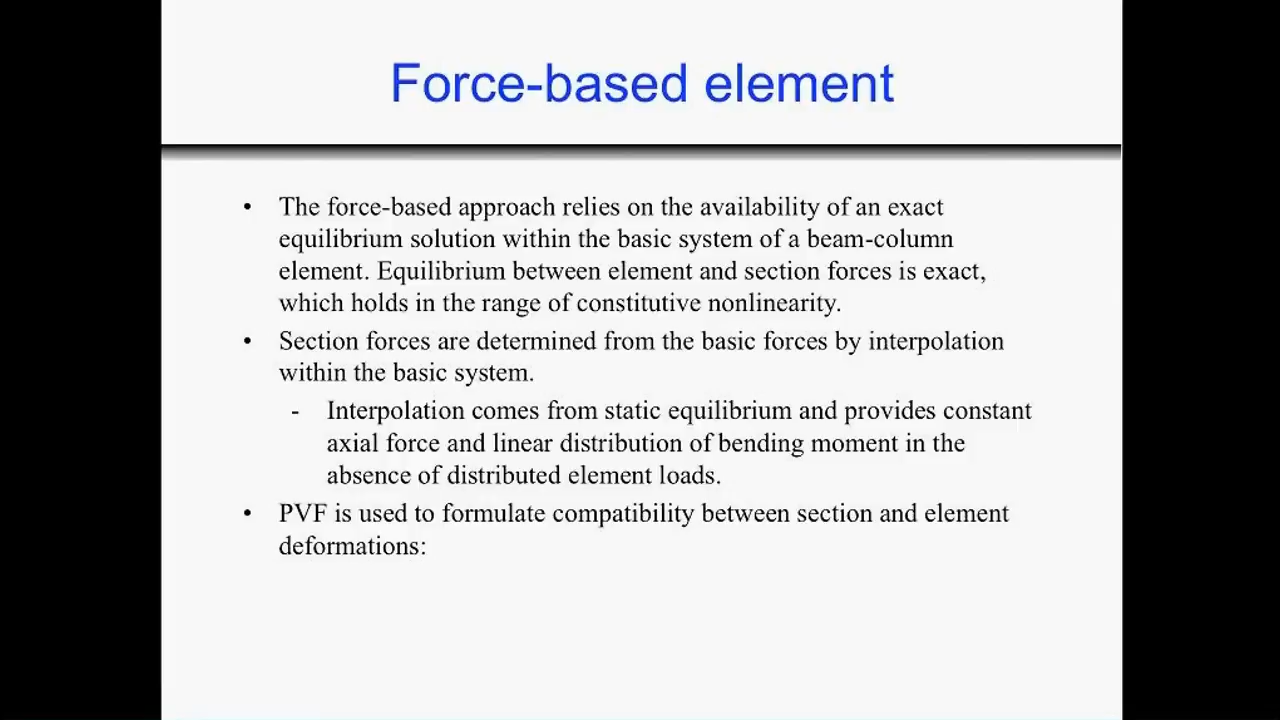 Force-based element
• The force-based approach relies on the availability of an exact
equilibrium solution within the basic system of a beam-column
element. Equilibrium between element and section forces is exact,
which holds in the range of constitutive nonlinearity.
• Section forces are determined from the basic forces by interpolation
within the basic system.
- Interpolation comes from static equilibrium and provides constant
axial force and linear distribution of bending moment in the
absence of distributed element loads.
• PVF is used to formulate compatibility between section and element
deformations: